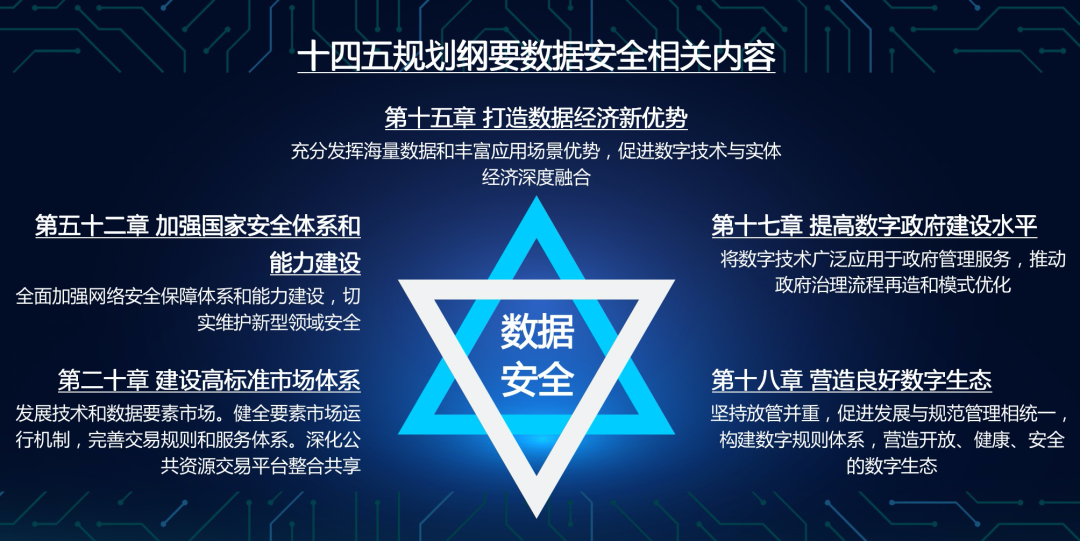 十四五规划纲要数据安全相关内容
第十五章 打造数据经济新优势
充分发挥海量数据和丰富应用场景优势，促进数字技术与实体
经济深度融合
第五十二章 加强国家安全体系和
能力建设
全面加强网络安全保障体系和能力建设，切
实维护新型领域安全
第十七章 提高数字政府建设水平
将数字技术广泛应用于政府管理服务，推动
政府治理流程再造和模式优化
数据
安全
第二十章 建设高标准市场体系
发展技术和数据要素市场。健全要素市场运
行机制，完善交易规则和服务体系。深化公
共资源交易平台整合共享
第十八章 营造良好数字生态
坚持放管并重，促进发展与规范管理相统一，
构建数字规则体系，营造开放、健康、安全
的数字生态